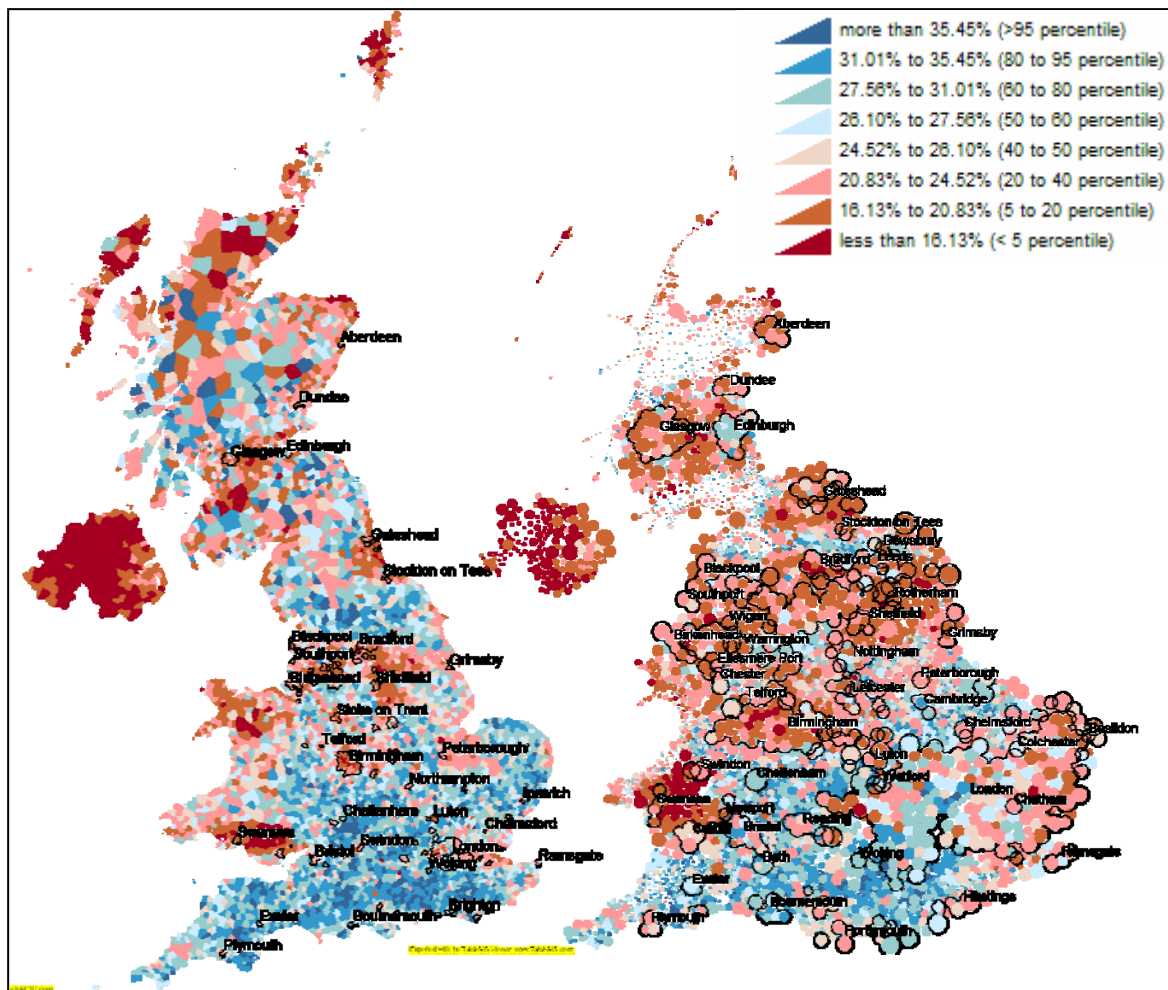 more than 35.45% (>95 percentile)
31.01% to 35.45% (80 to 95 percentile)
27.56% to 31.01% (60 to 80 percentile)
26.10% to 27.56% (50 to 60 percentile)
24.52% to 26.10% (40 to 50 percentile)
20.83% to 24.52% (20 to 40 percentile)
16.13% to 20.83% (5 to 20 percentile)
less than 16.13% (< 5 percentile)
Aberdeen
Dundee
Glasgow
Edinburgh
Gateshead
Stockton on Tees
Blackpool
Bradford
Southport
Birkenhead
Sheffield
Grimsby
Stoke on Trent
Telford
Birmingham
Peterborough
Northampton
Ipswich
Cheltenham
Luton
Chelmsford
Swansea
Swindon
Bristol
London
Woking
Ramsgate
Exeter
Bournemouth
Brighton
Plymouth
Aberdeen
Dundee
Glasgow
Edinburgh
Gateshead
Stockton on Tees
Dewsbury
Blackpool
Bradford
Leeds
Southport
Rotherham
Wigan
Sheffield
Birkenhead
Warrington
Grimsby
Ellesmere Port
Nottingham
Chester
Peterborough
Telford
Leicester
Cambridge
Birmingham
Chelmsford
Basildon
Colchester
Swindon
Luton
Cheltenham
Watford
London
Swansea
Newport
Chatham
Cardiff
Bristol
Reading
Bath
Woking
Ramsgate
Exeter
Bournemouth
Hastings
Plymouth
Portsmouth